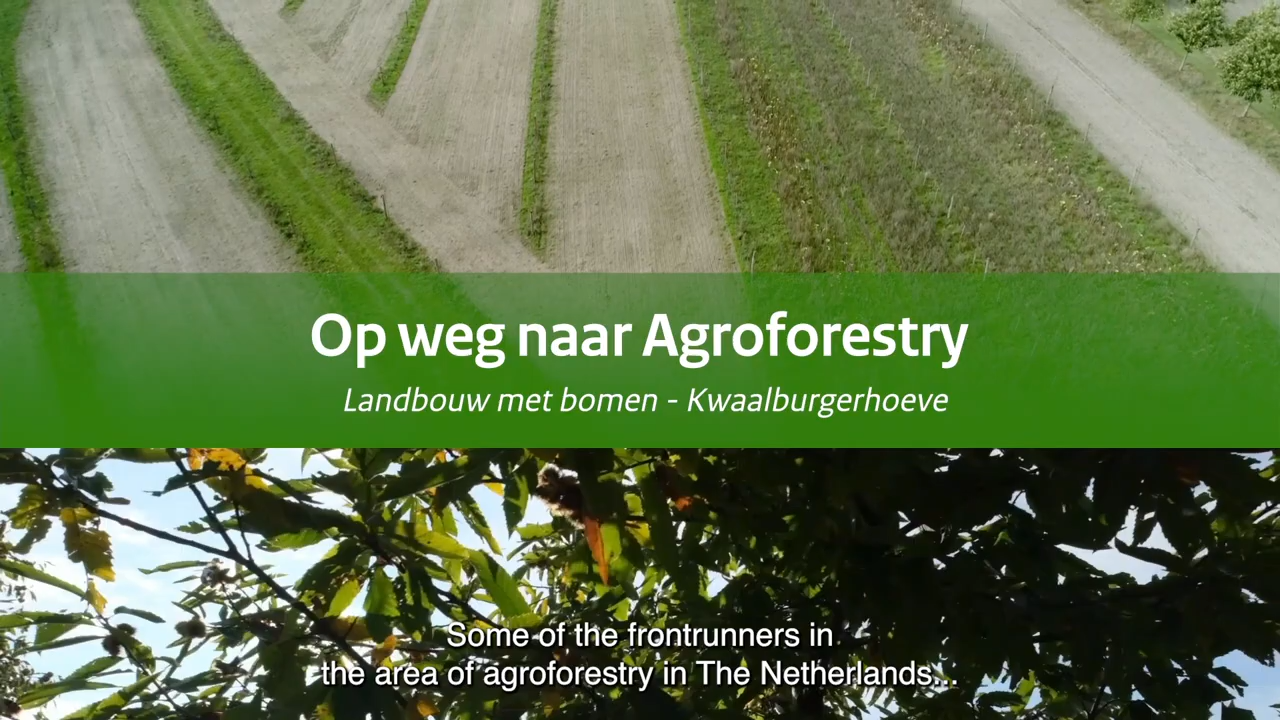 Op weg naar Agroforestry
Landbouw met bomen - Kwaalburgerhoeve
Some of the frontrunners in
the area of agroforestry in The Netherlands...